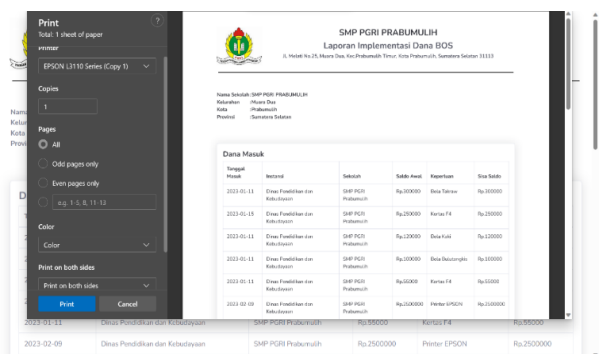 Print
?
Total: 1 sheet of paper
Printer
EPSON L3110 Series (Copy 1)
Copies
1
Pages
All
Odd pages only
Even pages only
e.g. 1-5, 8, 11-13
Color
Color
Print on both sides
Print on both sides
Print Cancel
SMP PGRI PRABUMULIH
Laporan Implementasi Dana BOS
Jl. Melati No.25, Muara Dua, Kec.Prabumulih Timur, Kota Prabumulih, Sumatera Selatan 31113
Nama Sekolah :SMP PGRI PRABUMULIH
Kelurahan :Muara Dua
Kota :Prabumulih
Provinsi :Sumatera Selatan
Dana Masuk
Tanggal Masuk Instansi Sekolah Saldo Awal Keperluan Sisa Saldo
2023-01-11 Dinas Pendidikan dan Kebudayaan SMP PGRI Prabumulih Rp.300000 Bola Takraw Rp.300000
2023-01-18 Dinas Pendidikan dan Kebudayaan SMP PGRI Prabumulih Rp.250000 Kertas F4 Rp.250000
2023-01-11 Dinas Pendidikan dan Kebudayaan SMP PGRI Prabumulih Rp.120000 Bola Kaki Rp.120000
2023-01-11 Dinas Pendidikan dan Kebudayaan SMP PGRI Prabumulih Rp.100000 Rp.100000
2023-01-11 Dinas Pendidikan dan Kebudayaan SMP PGRI Prabumulih Rp.55000 Kertas F4 Rp.55000
2023-02-09 Dinas Pendidikan dan Kebudayaan SMP PGRI Prabumulih Rp.2500000 Printer EPSON Rp.2500000
2023-01-11 Dinas Pendidikan dan Kebudayaan SMP PGRI Prabumulih Rp.55000 Kertas F4 Rp.55000
2023-02-09 Dinas Pendidikan dan Kebudayaan SMP PGRI Prabumulih Rp.2500000 Printer EPSON Rp.2500000